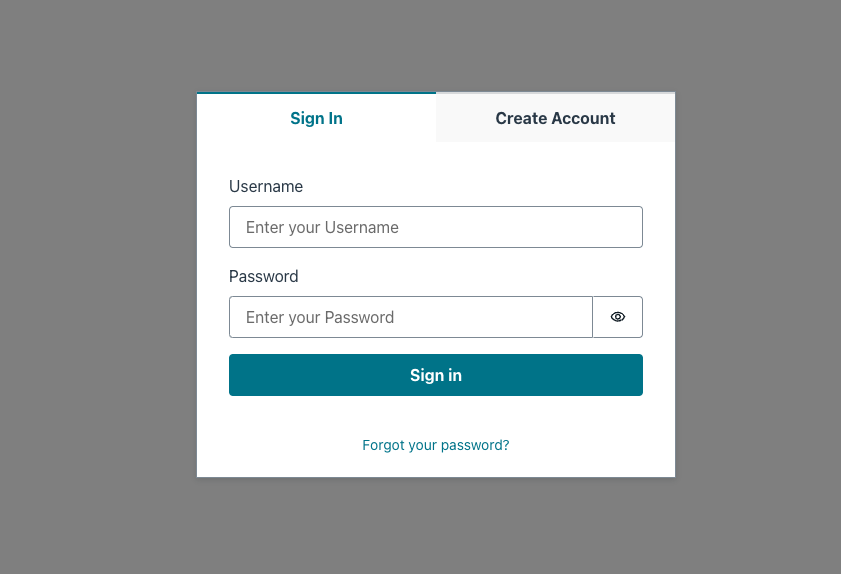 Sign In
Create Account
Username
Enter your Username
Password
Enter your Password
Sign in
Forgot your password?